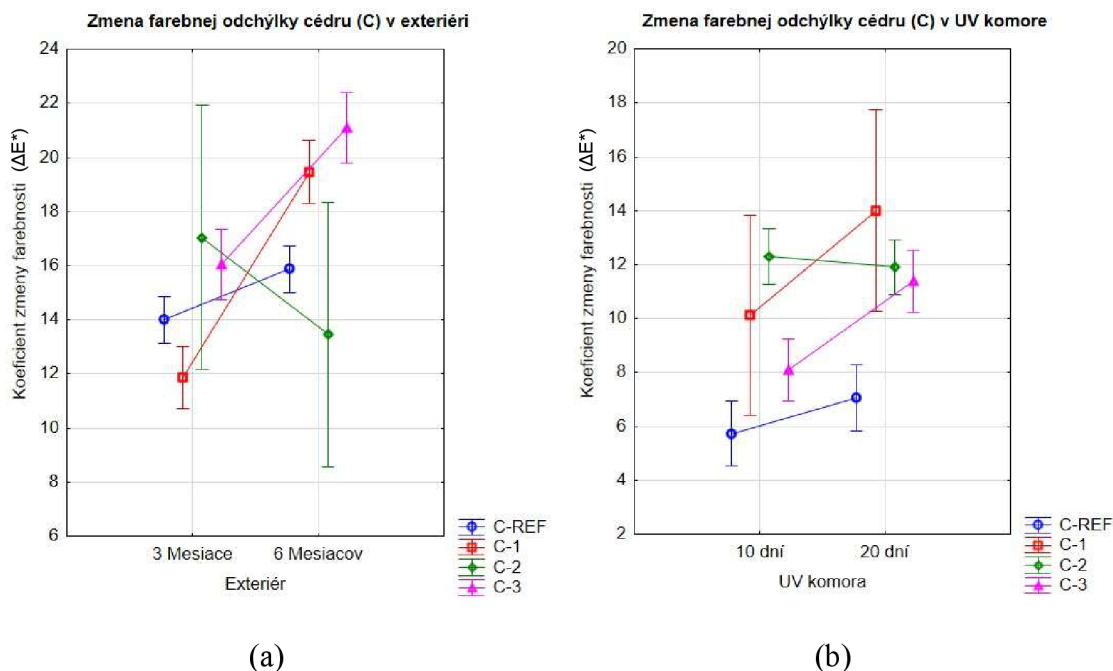 Zmena farebnej odchýlky cédru (C) v exteriéri
24
22
20
18
16
14
12
10
8
6
Koeficient zmeny farebnosti (ΔE*)
3 Mesiace
6 Mesiacov
Exteriér
C-REF
C-1
C-2
C-3
(a)
Zmena farebnej odchýlky cédru (C) v UV komore
20
18
16
14
12
10
8
6
4
2
Koeficient zmeny farebnosti (ΔE*)
10 dní
20 dní
UV komora
C-REF
C-1
C-2
C-3
(b)